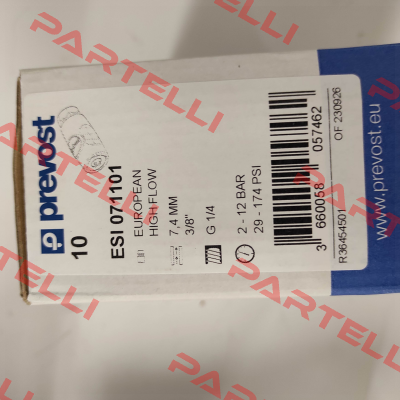 prevost
10
ESI 071101
EUROPEAN
HIGH FLOW
7,4 MM
3/8"
G 1/4
2 - 12 BAR
29 - 174 PSI
3 660058 057462
R36454501
OF 230926
www.prevost.eu
PARTELLI
PARTELLI
PARTELLI
PARTELLI
PARTELLI